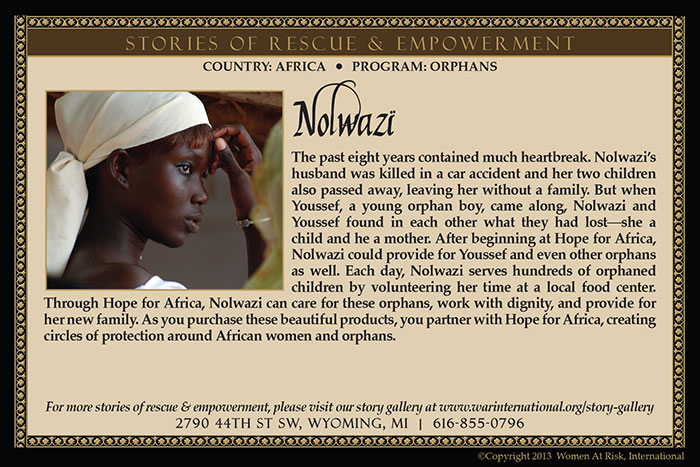 STORIES OF RESCUE & EMPOWERMENT
COUNTRY: AFRICA • PROGRAM: ORPHANS
Nolwazi
The past eight years contained much heartbreak. Nolwazi's
husband was killed in a car accident and her two children
also passed away, leaving her without a family. But when
Youssef, a young orphan boy, came along, Nolwazi and
Youssef found in each other what they had lost—she a
child and he a mother. After beginning at Hope for Africa,
Nolwazi could provide for Youssef and even other orphans
as well. Each day, Nolwazi serves hundreds of orphaned
children by volunteering her time at a local food center.
Through Hope for Africa, Nolwazi can care for these orphans, work with dignity, and provide for
her new family. As you purchase these beautiful products, you partner with Hope for Africa, creating
circles of protection around African women and orphans.
For more stories of rescue & empowerment, please visit our story gallery at www.warinternational.org/story-gallery
2790 44TH ST SW, WYOMING, MI | 616-855-0796
©Copyright 2013 Women At Risk, International